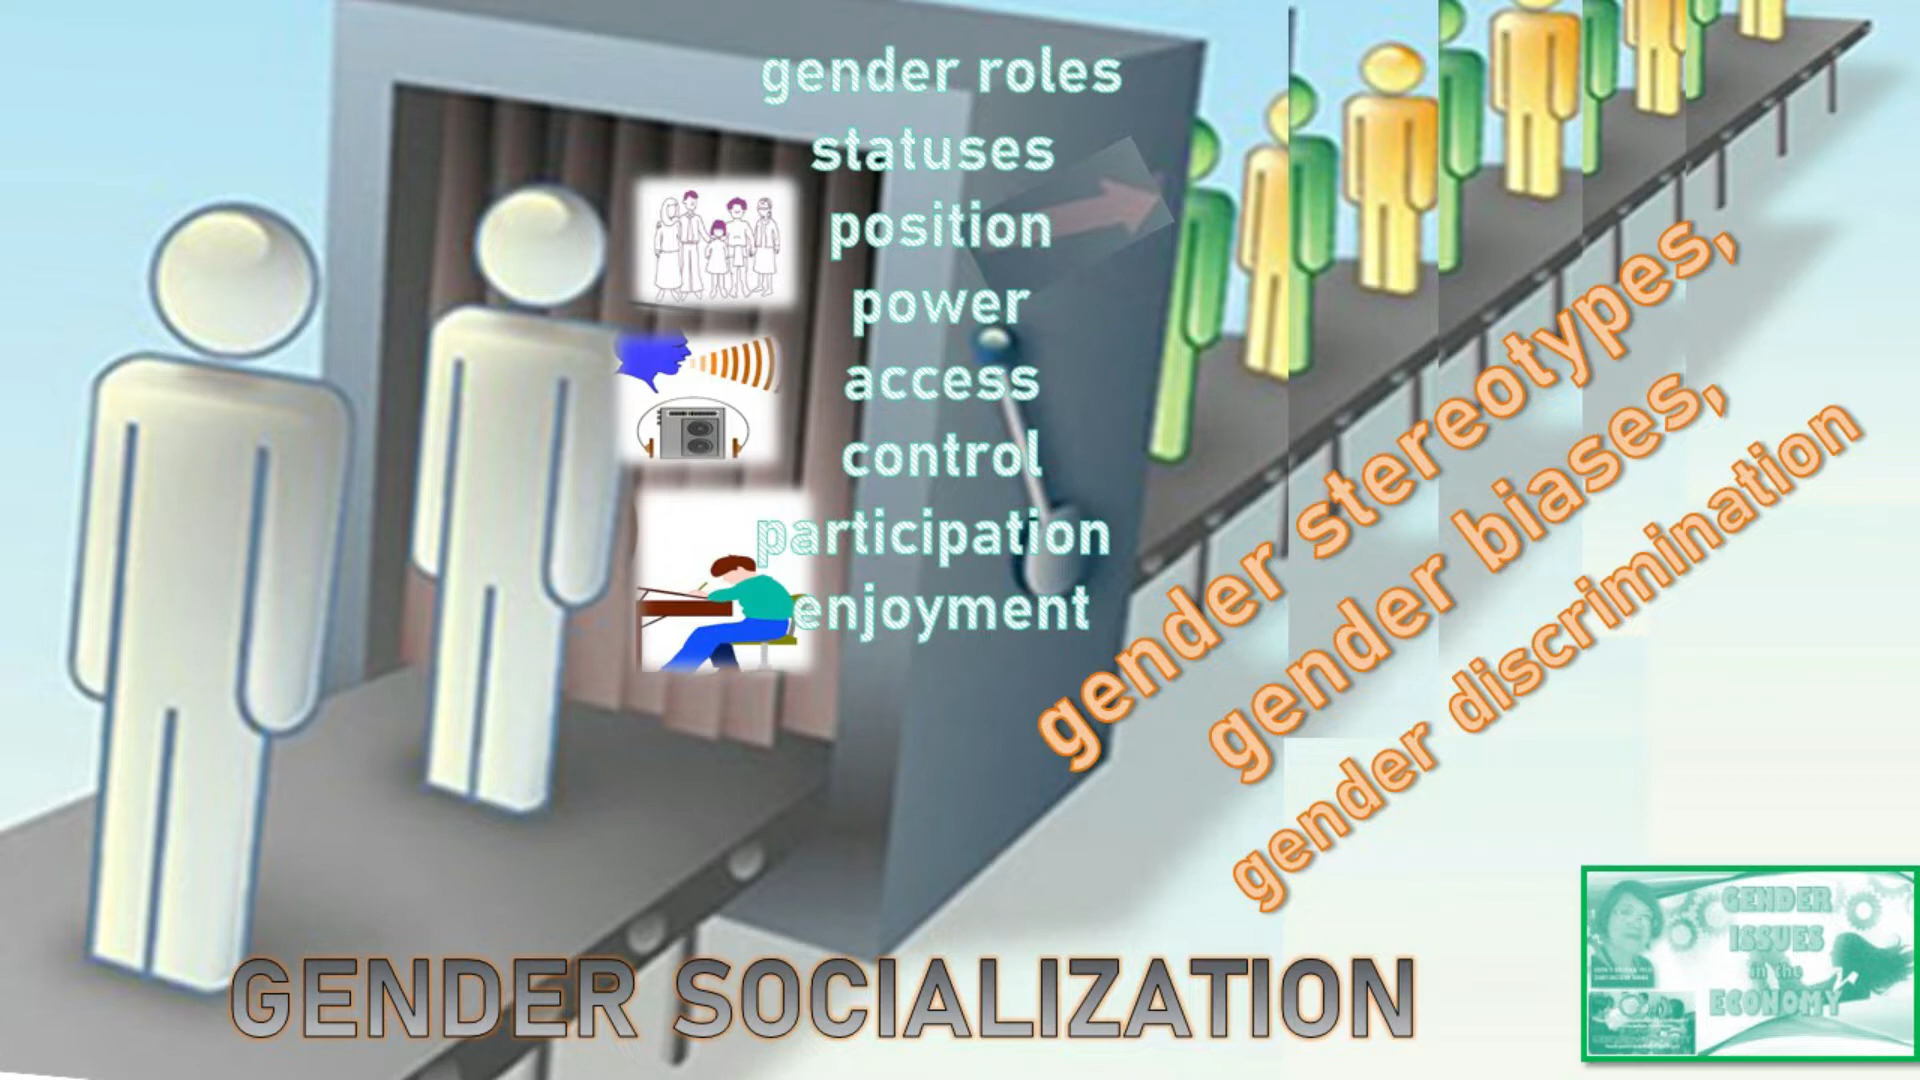 gender roles
statuses
position
power
access
control
participation
enjoyment
gender stereotypes,
gender biases,
gender discrimination
GENDER SOCIALIZATION
GENDER
ISSUES
in the
ECONOMY